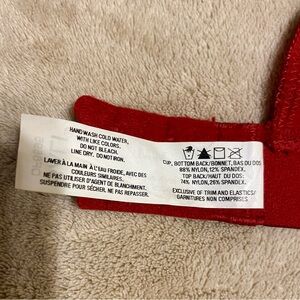 HAND WASH COLD WATER,
WITH LIKE COLORS.
DO NOT BLEACH.
LINE DRY. DO NOT IRON.
LAVER À LA MAIN À L'EAU FROIDE, AVEC DES
COULEURS SIMILAIRES.
NE PAS UTILISER D'AGENT DE BLANCHIMENT.
SUSPENDRE POUR SÉCHER, NE PAS REPASSER.
CUP, BOTTOM BACK/BONNET, BAS DU DOS:
88% NYLON, 12% SPANDEX.
TOP BACK/HAUT DU DOS:
74% NYLON, 26% SPANDEX.
EXCLUSIVE OF TRIM AND ELASTICS/
GARNITURES NON COMPRISES.